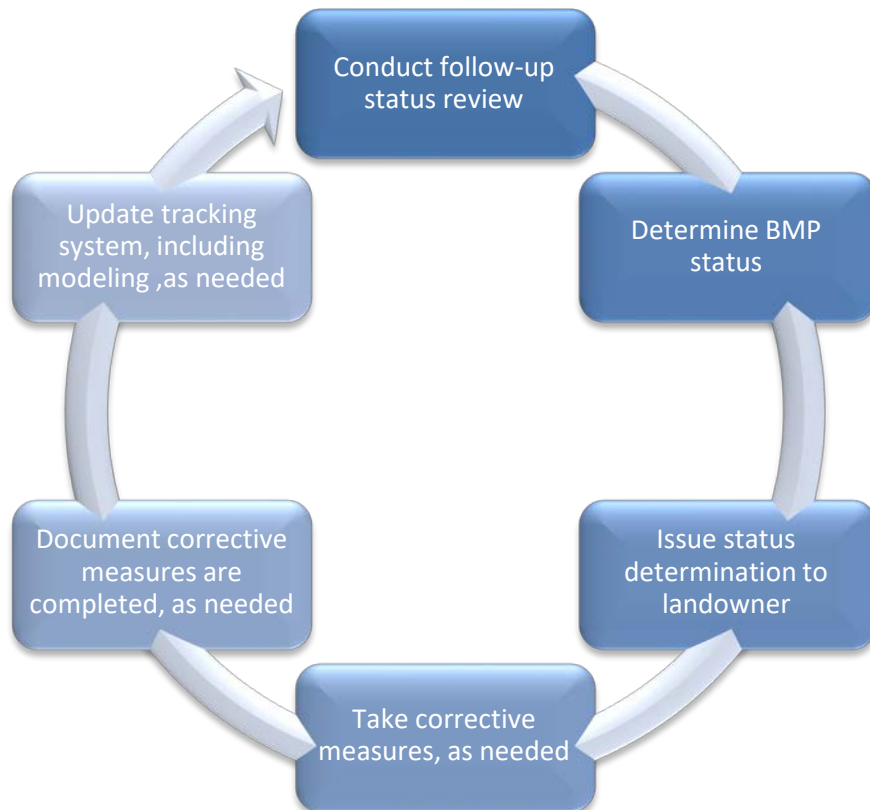 Conduct follow-up
status review
Determine BMP
status
Issue status
determination to
landowner
Take corrective
measures, as needed
Document corrective
measures are
completed, as needed
Update tracking
system, including
modeling ,as needed